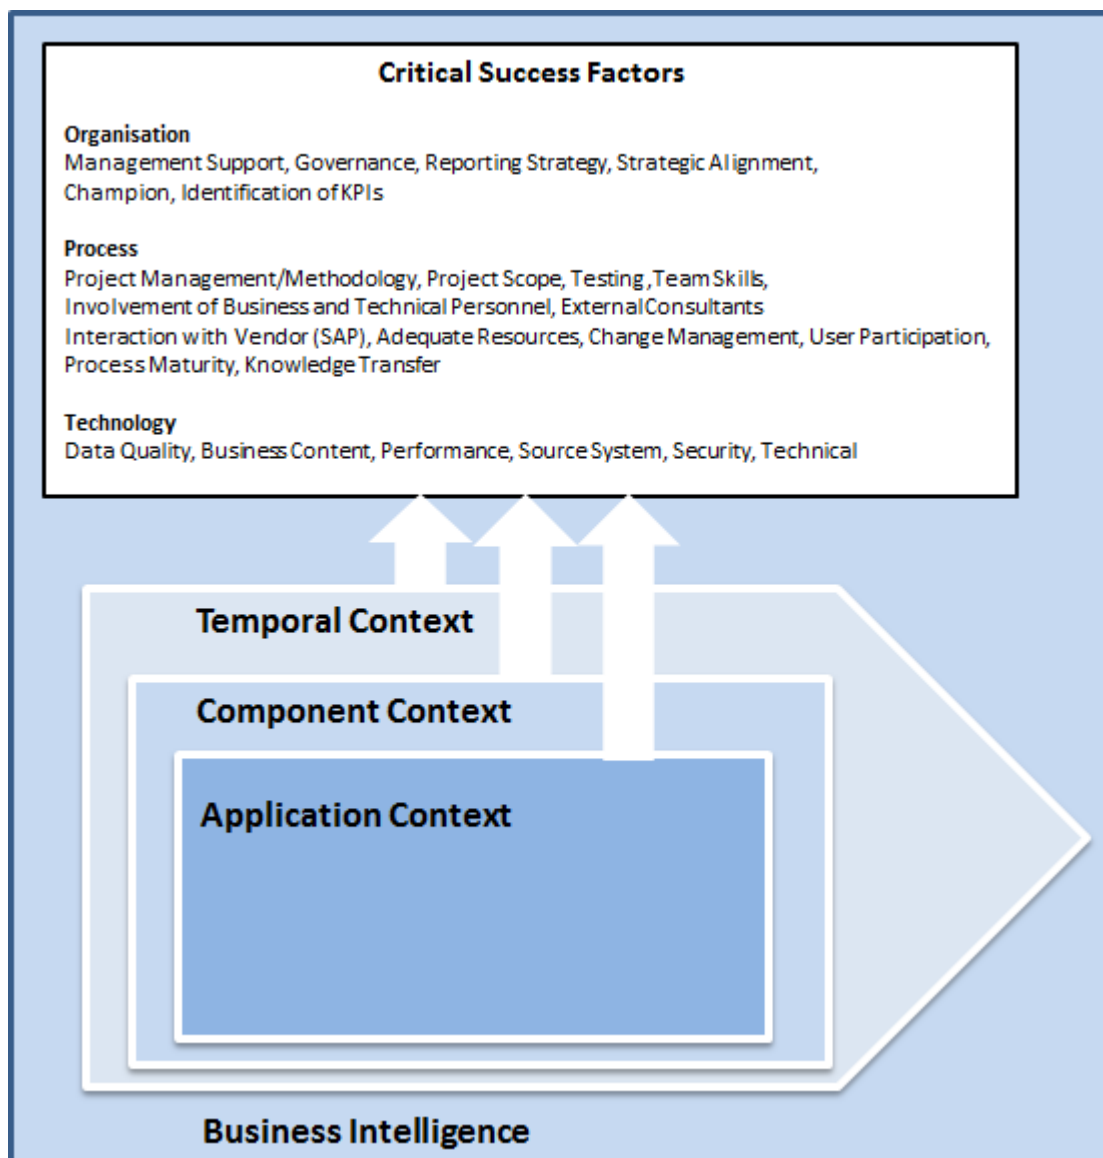 Critical Success Factors
Organisation
Management Support, Governance, Reporting Strategy, Strategic Alignment,
Champion, Identification of KPIs
Process
Project Management/Methodology, Project Scope, Testing ,Team Skills,
Involvement of Business and Technical Personnel, External Consultants
Interaction with Vendor (SAP), Adequate Resources, Change Management, User Participation,
Process Maturity, Knowledge Transfer
Technology
Data Quality, Business Content, Performance, Source System, Security, Technical
Temporal Context
Component Context
Application Context
Business Intelligence